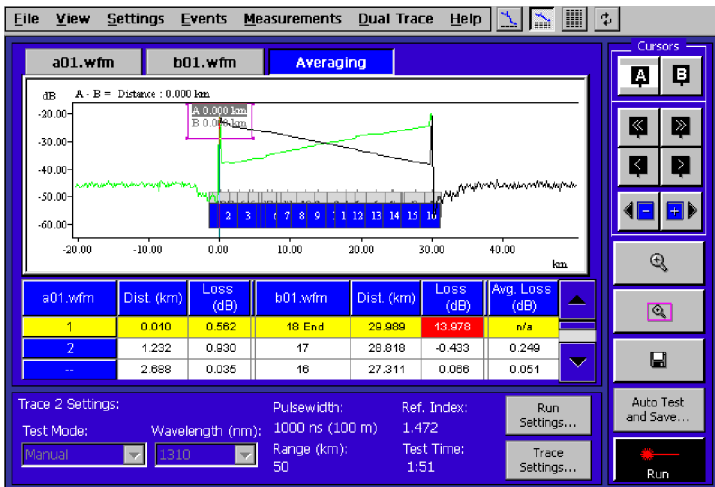 File View Settings Events Measurements Dual Trace Help
a01.wfm b01.wfm Averaging
dB A - B = Distance : 0.000 km
A 0.000 km
B 0.008 km
-20.00
-30.00
-40.00
-50.00
-60.00
2 3 6 7 8 9 1 1 12 13 14 15 16
-20.00 -10.00 0.00 10.00 20.00 30.00 40.00
km
a01.wfm Dist. (km) Loss (dB) b01.wfm Dist. (km) Loss (dB) Avg. Loss (dB)
1 0.010 0.562 18 End 29.989 13.978 n/a
2 1.232 0.930 17 28.818 -0.433 0.249
-- 2.688 0.035 16 27.311 0.066 0.051
Trace 2 Settings:
Test Mode: Wavelength (nm):
Manual 1310
Pulsewidth: Ref. Index:
1000 ns (100 m) 1.472
Range (km): Test Time:
50 1:51
Run Settings...
Trace Settings...
Cursors
A B
Auto Test and Save...
Run